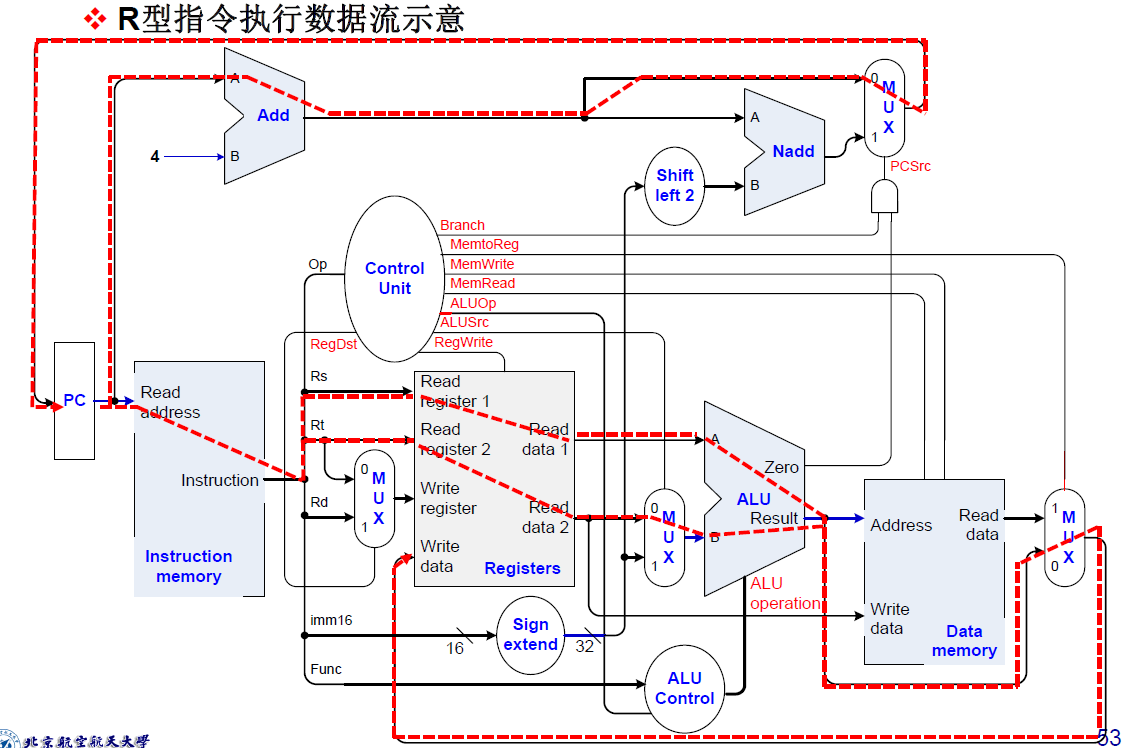 ❖ R型指令执行数据流示意
A
Add
4
B
0
M
U
X
1
A
Nadd
B
Shift
left 2
PCSrc
Branch
MemtoReg
MemWrite
MemRead
ALUOp
ALUSrc
RegWrite
Op
Control
Unit
RegDst
PC
Read
address
Instruction
Instruction
memory
Rs
Rt
Rd
0
M
U
X
1
Read
register 1
Read
register 2
Write
register
Write
data
Read
data 1
Read
data 2
Registers
0
M
U
X
1
A
Zero
ALU
Result
B
ALU
operation
Address
Read
data
Write
data
Data
memory
1
M
U
X
0
imm16
16
Sign
extend
32
Func
ALU
Control
北京航空航天大学
53